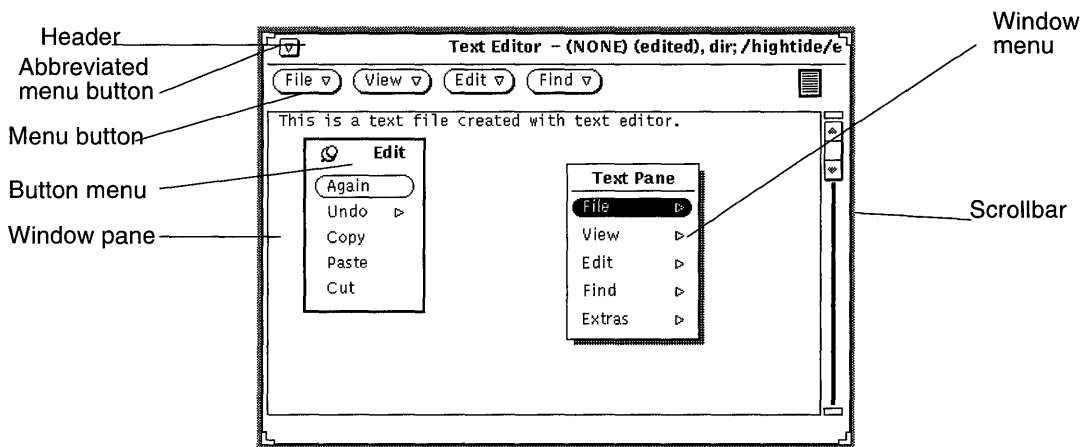 Header
Abbreviated
menu button
Menu button
Button menu
Window pane
Window
menu
Scrollbar
Text Editor – (NONE) (edited), dir; /hightide/e
File
View
Edit
Find
This is a text file created with text editor.
Edit
Again
Undo
Copy
Paste
Cut
Text Pane
File
View
Edit
Find
Extras